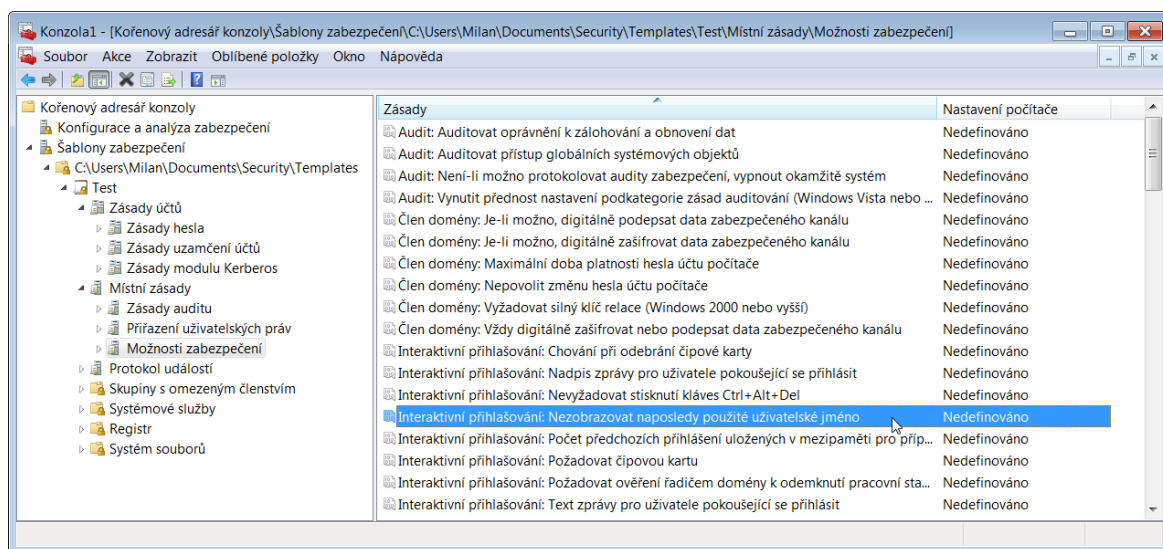 Konzola1 - [Kořenový adresář konzoly\Šablony zabezpečení\C:\Users\Milan\Documents\Security\Templates\Test\Místní zásady\Možnosti zabezpečení]
Soubor Akce Zobrazit Oblíbené položky Okno Nápověda
Kořenový adresář konzoly
Konfigurace a analýza zabezpečení
Šablony zabezpečení
C:\Users\Milan\Documents\Security\Templates
Test
Zásady účtů
Zásady hesla
Zásady uzamčení účtů
Zásady modulu Kerberos
Místní zásady
Zásady auditu
Přiřazení uživatelských práv
Možnosti zabezpečení
Protokol událostí
Skupiny s omezeným členstvím
Systémové služby
Registr
Systém souborů
Zásady Nastavení počítače
Audit: Auditovat oprávnění k zálohování a obnovení dat Nedefinováno
Audit: Auditovat přístup globálních systémových objektů Nedefinováno
Audit: Není-li možno protokolovat audity zabezpečení, vypnout okamžitě systém Nedefinováno
Audit: Vynutit přednost nastavení podkategorie zásad auditování (Windows Vista nebo ... Nedefinováno
Člen domény: Je-li možno, digitálně podepsat data zabezpečeného kanálu Nedefinováno
Člen domény: Je-li možno, digitálně zašifrovat data zabezpečeného kanálu Nedefinováno
Člen domény: Maximální doba platnosti hesla účtu počítače Nedefinováno
Člen domény: Nepovolit změnu hesla účtu počítače Nedefinováno
Člen domény: Vyžadovat silný klíč relace (Windows 2000 nebo vyšší) Nedefinováno
Člen domény: Vždy digitálně zašifrovat nebo podepsat data zabezpečeného kanálu Nedefinováno
Interaktivní přihlašování: Chování při odebrání čipové karty Nedefinováno
Interaktivní přihlašování: Nadpis zprávy pro uživatele pokoušející se přihlásit Nedefinováno
Interaktivní přihlašování: Nevyžadovat stisknutí kláves Ctrl+Alt+Del Nedefinováno
Interaktivní přihlašování: Nezobrazovat naposledy použité uživatelské jméno Nedefinováno
Interaktivní přihlašování: Počet předchozích přihlášení uložených v mezipaměti pro příp... Nedefinováno
Interaktivní přihlašování: Požadovat čipovou kartu Nedefinováno
Interaktivní přihlašování: Požadovat ověření řadičem domény k odemknutí pracovní sta... Nedefinováno
Interaktivní přihlašování: Text zprávy pro uživatele pokoušející se přihlásit Nedefinováno